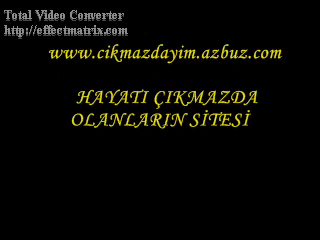 Total Video Converter
http://effectmatrix.com
www.cikmazdayim.azbuz.com
HAYATI ÇIKMAZDA
OLANLARIN SİTESİ